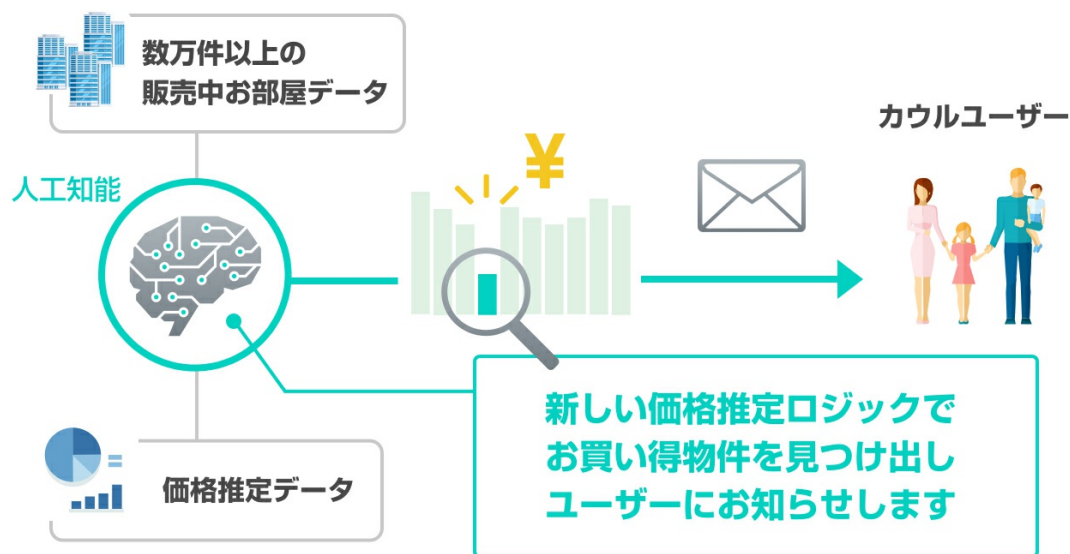 数万件以上の
販売中お部屋データ
カウルユーザー
人工知能
¥
新しい価格推定ロジックで
お買い得物件を見つけ出し
ユーザーにお知らせします
価格推定データ